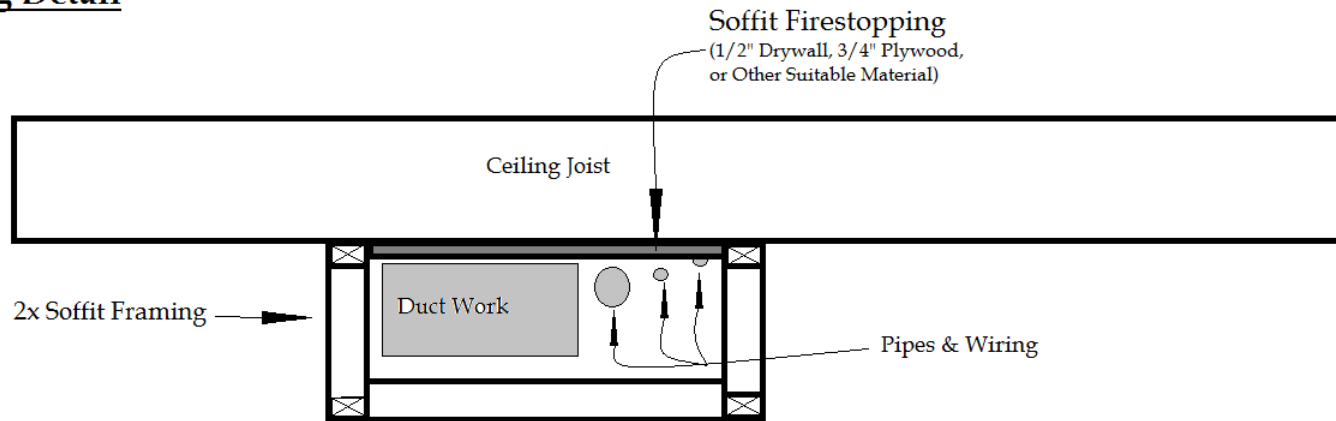 Detail
Soffit Firestopping
(1/2" Drywall, 3/4" Plywood,
or Other Suitable Material)
Ceiling Joist
2x Soffit Framing
Duct Work
Pipes & Wiring